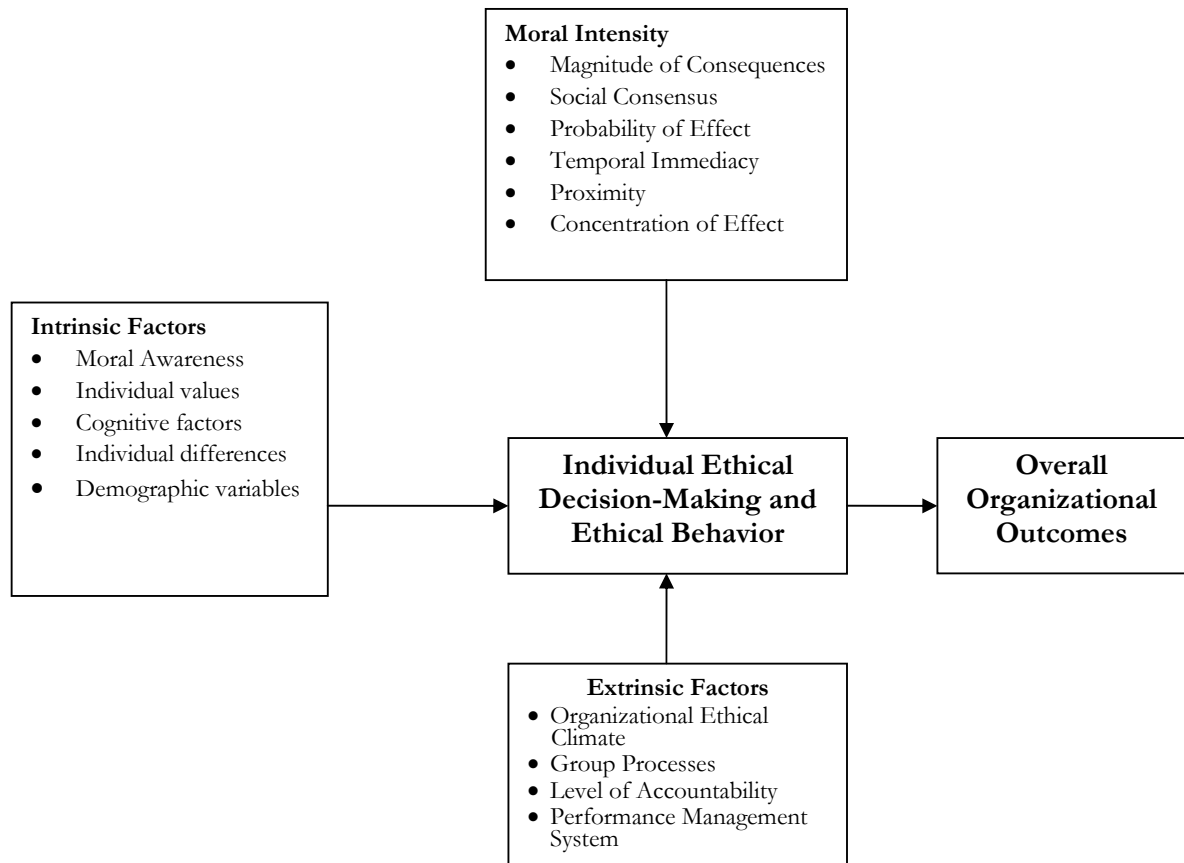 Moral Intensity
• Magnitude of Consequences
• Social Consensus
• Probability of Effect
• Temporal Immediacy
• Proximity
• Concentration of Effect
Intrinsic Factors
• Moral Awareness
• Individual values
• Cognitive factors
• Individual differences
• Demographic variables
Individual Ethical
Decision-Making and
Ethical Behavior
Overall
Organizational
Outcomes
Extrinsic Factors
• Organizational Ethical
Climate
• Group Processes
• Level of Accountability
• Performance Management
System